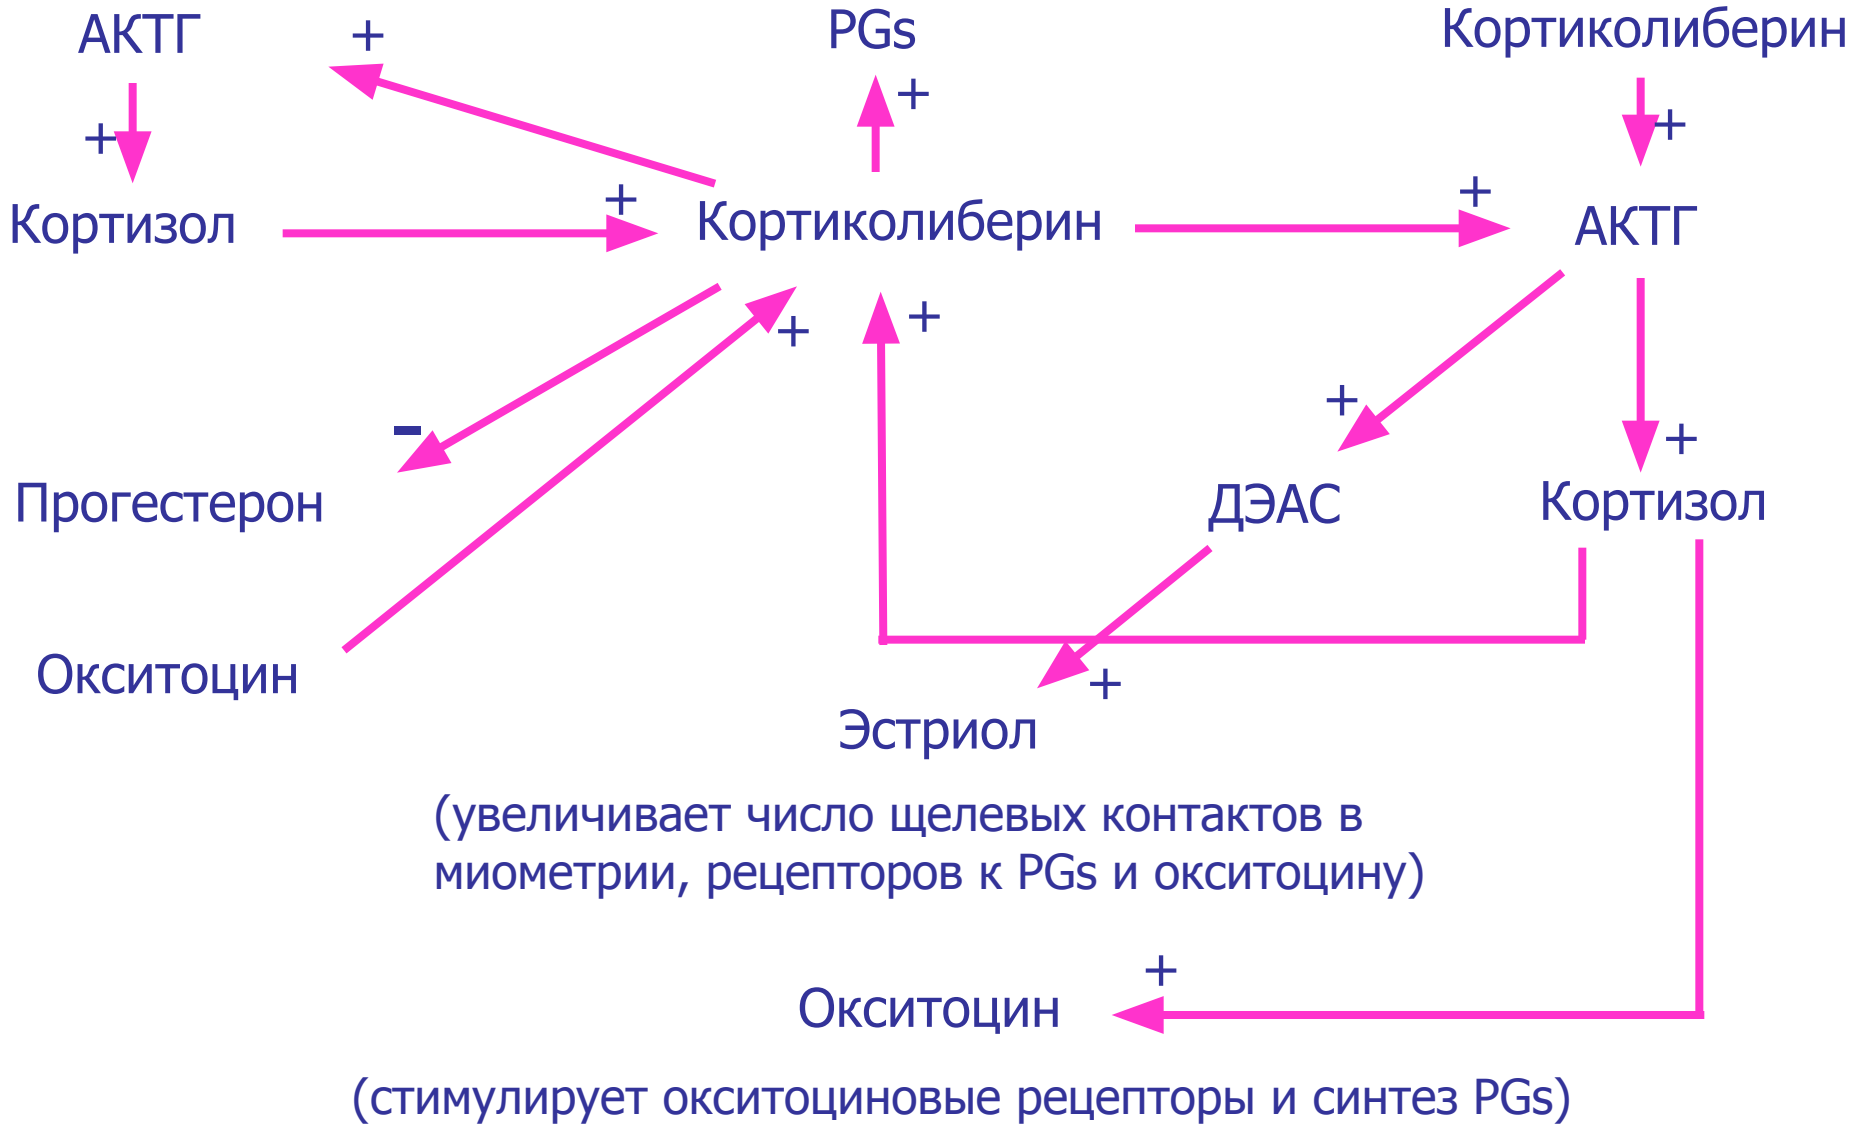 АКТГ
+
PGs
Кортиколиберин
+
+
+
Кортизол
+
Кортиколиберин
+
АКТГ
+
+
-
+
+
Прогестерон
ДЭАС
Кортизол
Окситоцин
+
Эстриол
(увеличивает число щелевых контактов в
миометрии, рецепторов к PGs и окситоцину)
+
Окситоцин
(стимулирует окситоциновые рецепторы и синтез PGs)